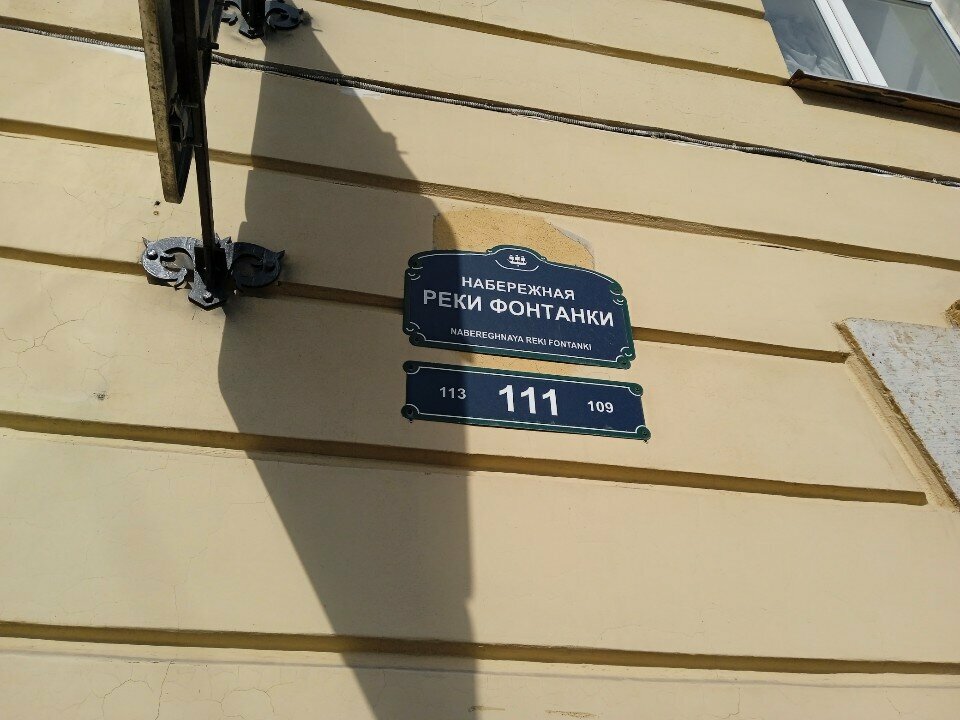 НАБЕРЕЖНАЯ
РЕКИ ФОНТАНКИ
NABEREGHNAYA REKI FONTANKI
113 111 109